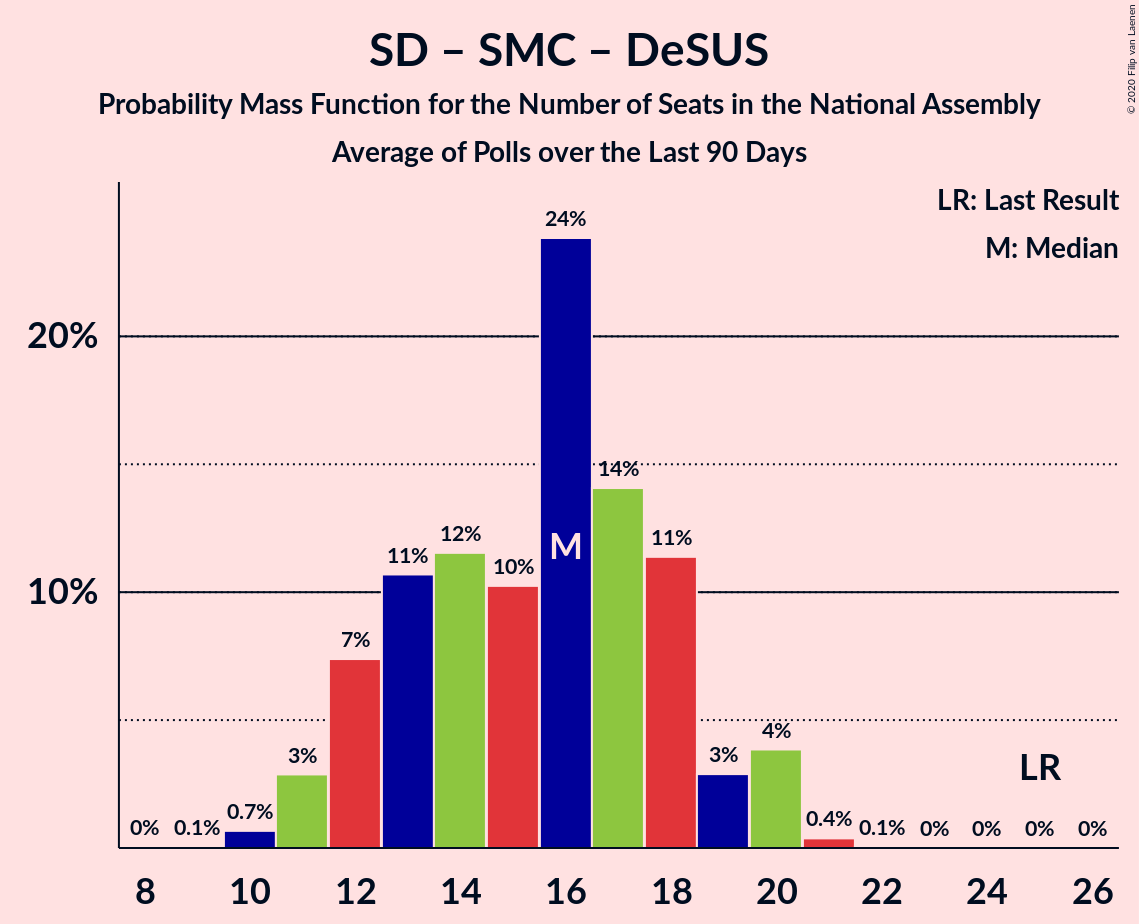 SD – SMC – DeSUS
Probability Mass Function for the Number of Seats in the National Assembly
Average of Polls over the Last 90 Days
© 2020 Filip van Laenen
LR: Last Result
M: Median
24%
20%
14%
12%
11%
11%
10%
M
10%
7%
4%
3%
3%
LR
0.7%
0.4%
0% 0.1% 0.1% 0% 0% 0% 0%
8 10 12 14 16 18 20 22 24 26